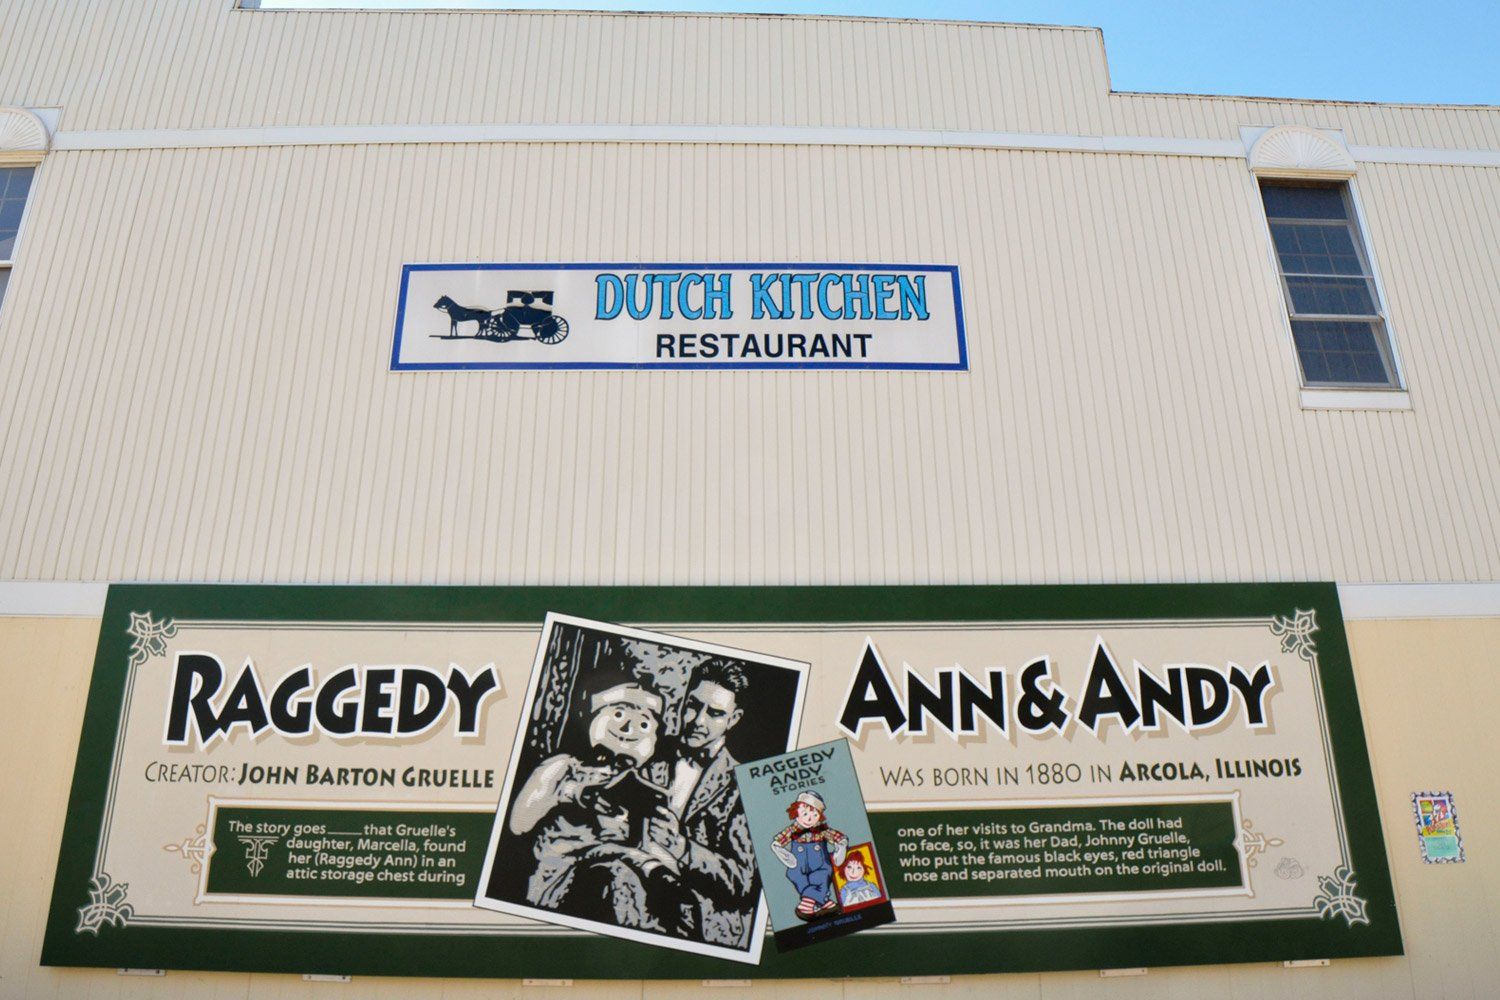 DUTCH KITCHEN
RESTAURANT
RAGGEDY ANN & ANDY
CREATOR: JOHN BARTON GRUELLE WAS BORN IN 1880 IN ARCOLA, ILLINOIS
The story goes____that Gruelle's
daughter, Marcella, found
her (Raggedy Ann) in an
attic storage chest during
one of her visits to Grandma. The doll had
no face, so, it was her Dad, Johnny Gruelle,
who put the famous black eyes, red triangle
nose and separated mouth on the original doll.
RAGGEDY
ANDY
STORIES
JOHNNY GRUELLE